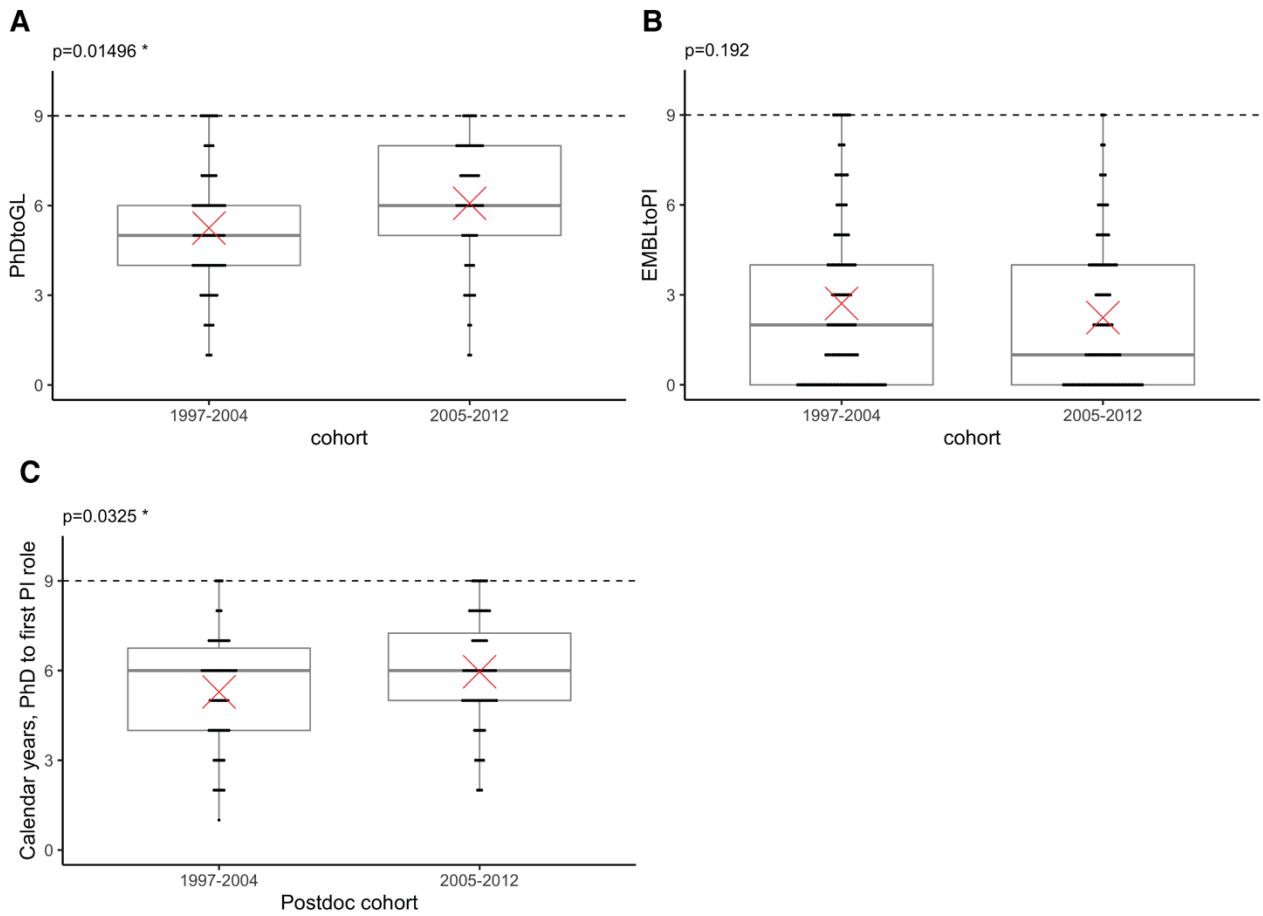 A
p=0.01496 *
PhDtoGL
9
6
3
0
1997-2004
2005-2012
cohort
B
p=0.192
EMBLtoPI
9
6
3
0
1997-2004
2005-2012
cohort
C
p=0.0325 *
Calendar years, PhD to first PI role
9
6
3
0
1997-2004
2005-2012
Postdoc cohort